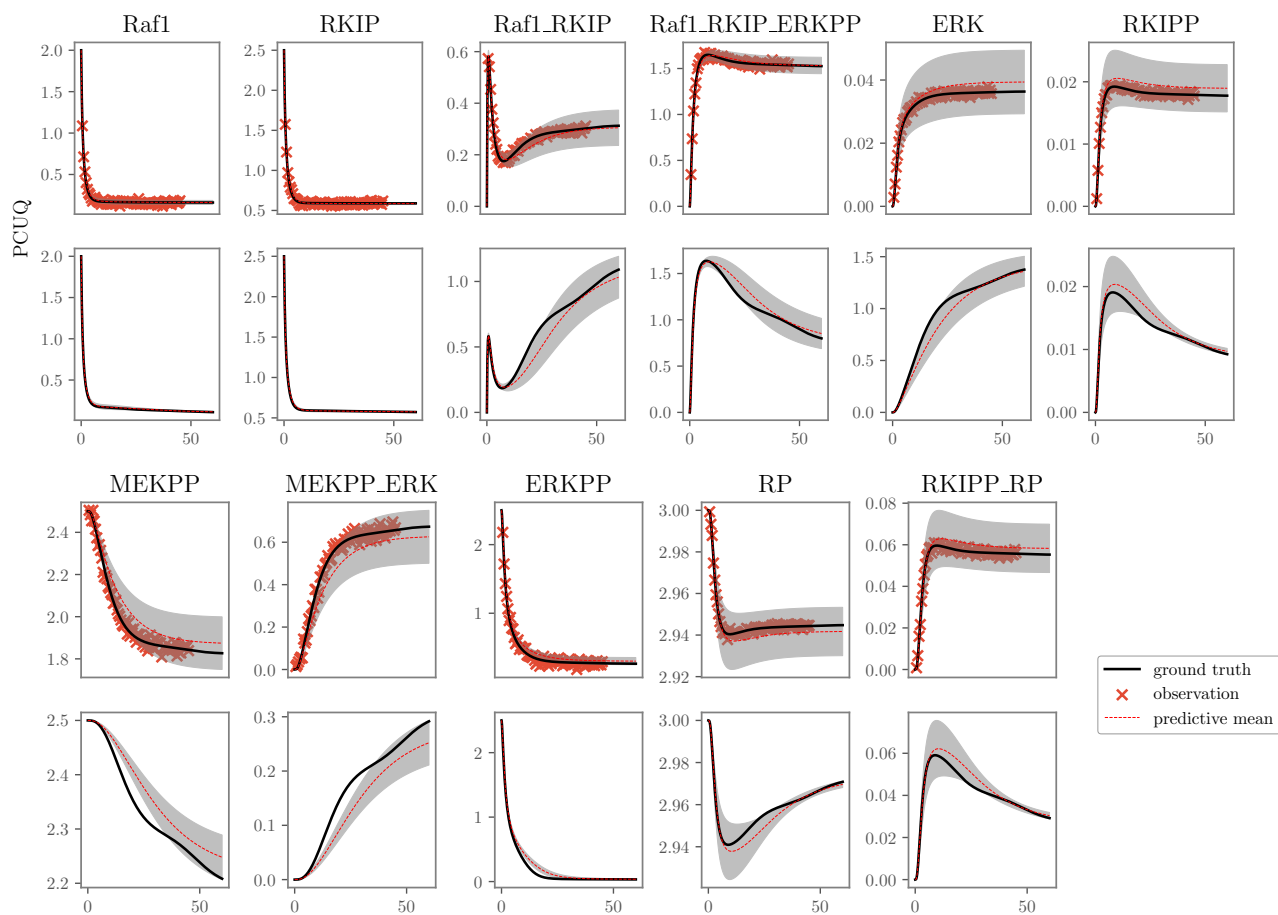 Raf1 RKIP Raf1_RKIP Raf1_RKIP_ERKPP ERK RKIPP
PCUQ
2.0 1.5 1.0 0.5
2.5 2.0 1.5 1.0 0.5
0.6 0.4 0.2 0.0
1.5 1.0 0.5 0.0
0.04 0.02 0.00
0.02 0.01 0.00
2.0 1.5 1.0 0.5
2.5 2.0 1.5 1.0 0.5
1.0 0.5 0.0
1.5 1.0 0.5 0.0
1.5 1.0 0.5 0.0
0.02 0.01 0.00
0 50 0 50 0 50 0 50 0 50 0 50
MEKPP MEKPP_ERK ERKPP RP RKIPP_RP
2.4 2.2 2.0 1.8
0.6 0.4 0.2 0.0
2 1
3.00 2.98 2.96 2.94 2.92
0.08 0.06 0.04 0.02 0.00
2.5 2.4 2.3 2.2
0.3 0.2 0.1 0.0
2 1 0
3.00 2.98 2.96 2.94
0.06 0.04 0.02 0.00
0 50 0 50 0 50 0 50 0 50
ground truth
observation
predictive mean